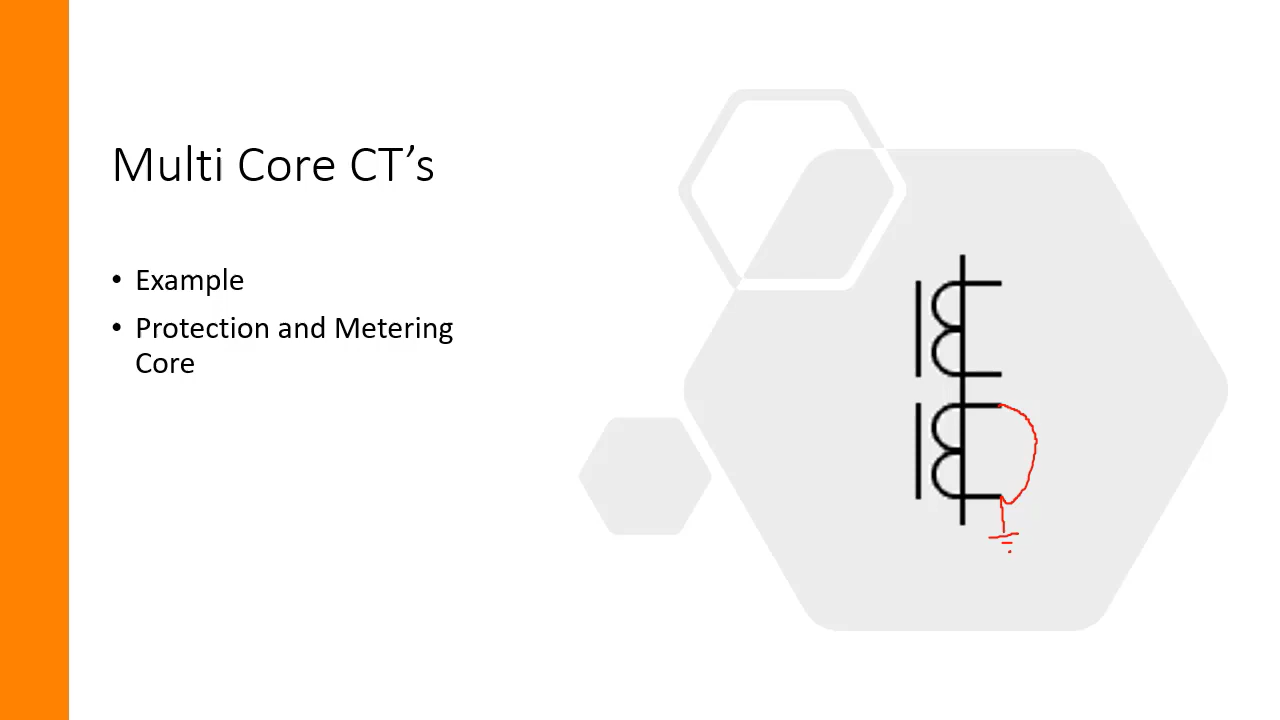 Multi Core CT’s
• Example
• Protection and Metering
Core